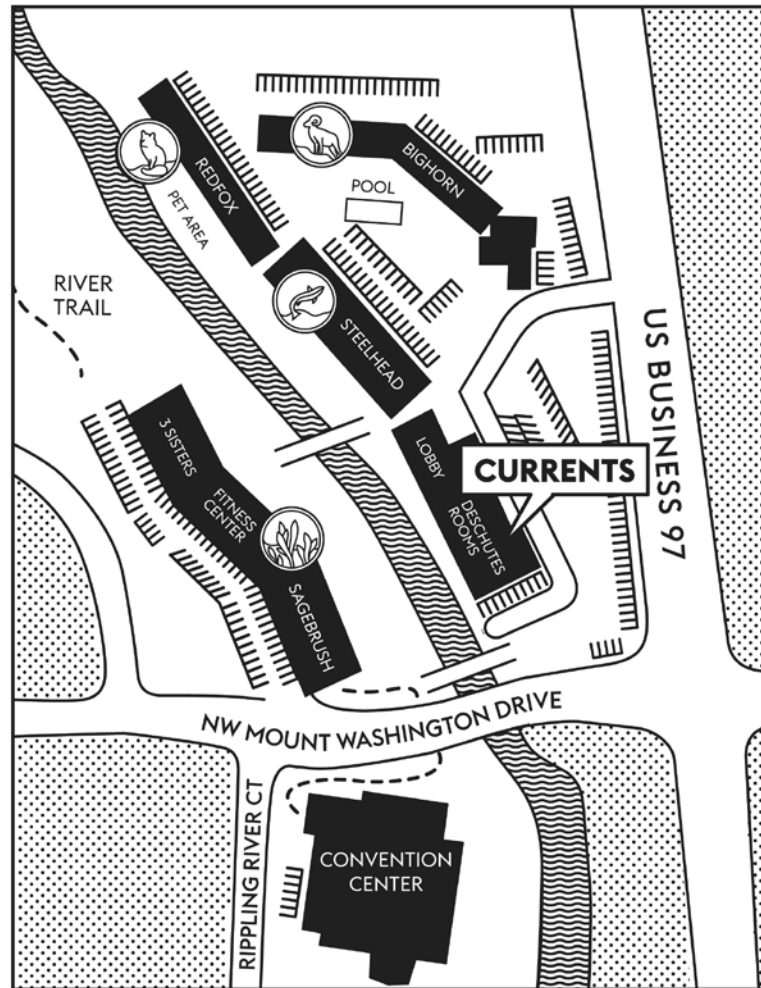 REDFOX
PET AREA
BIGHORN
POOL
RIVER
TRAIL
STEELHEAD
US BUSINESS 97
3 SISTERS
FITNESS
CENTER
SAGEBRUSH
LOBBY
CURRENTS
DESCHUTES
ROOMS
NW MOUNT WASHINGTON DRIVE
RIPPLING RIVER CT
CONVENTION
CENTER